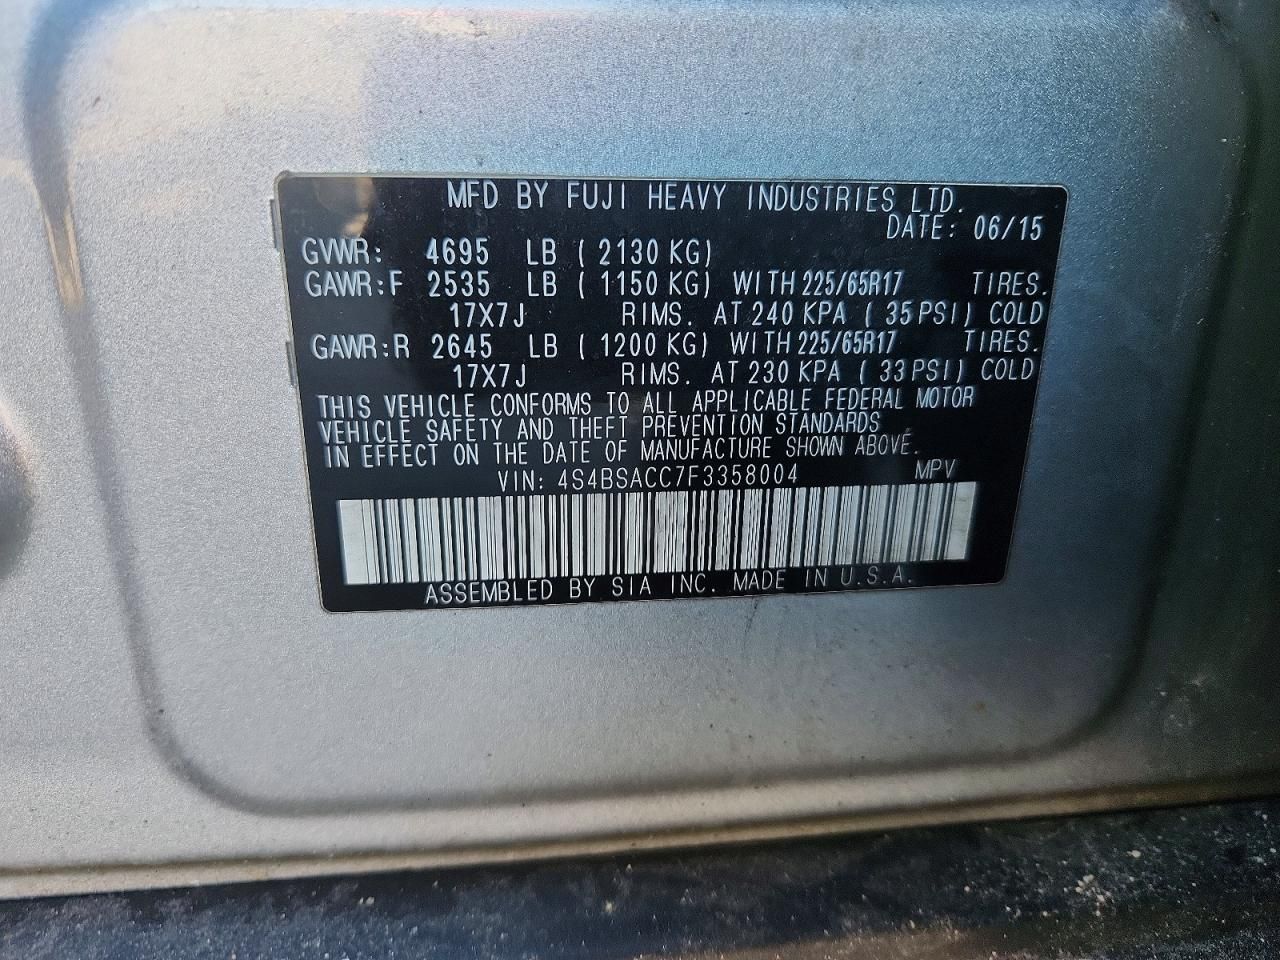 MFD BY FUJI HEAVY INDUSTRIES LTD.
DATE: 06/15
GVWR: 4695 LB ( 2130 KG)
GAWR:F 2535 LB ( 1150 KG) WITH 225/65R17 TIRES.
17X7J RIMS. AT 240 KPA ( 35 PSI) COLD
GAWR:R 2645 LB ( 1200 KG) WITH 225/65R17 TIRES.
17X7J RIMS. AT 230 KPA ( 33 PSI) COLD
THIS VEHICLE CONFORMS TO ALL APPLICABLE FEDERAL MOTOR
VEHICLE SAFETY AND THEFT PREVENTION STANDARDS
IN EFFECT ON THE DATE OF MANUFACTURE SHOWN ABOVE.
VIN: 4S4BSACC7F3358004 MPV
ASSEMBLED BY SIA INC. MADE IN U.S.A.